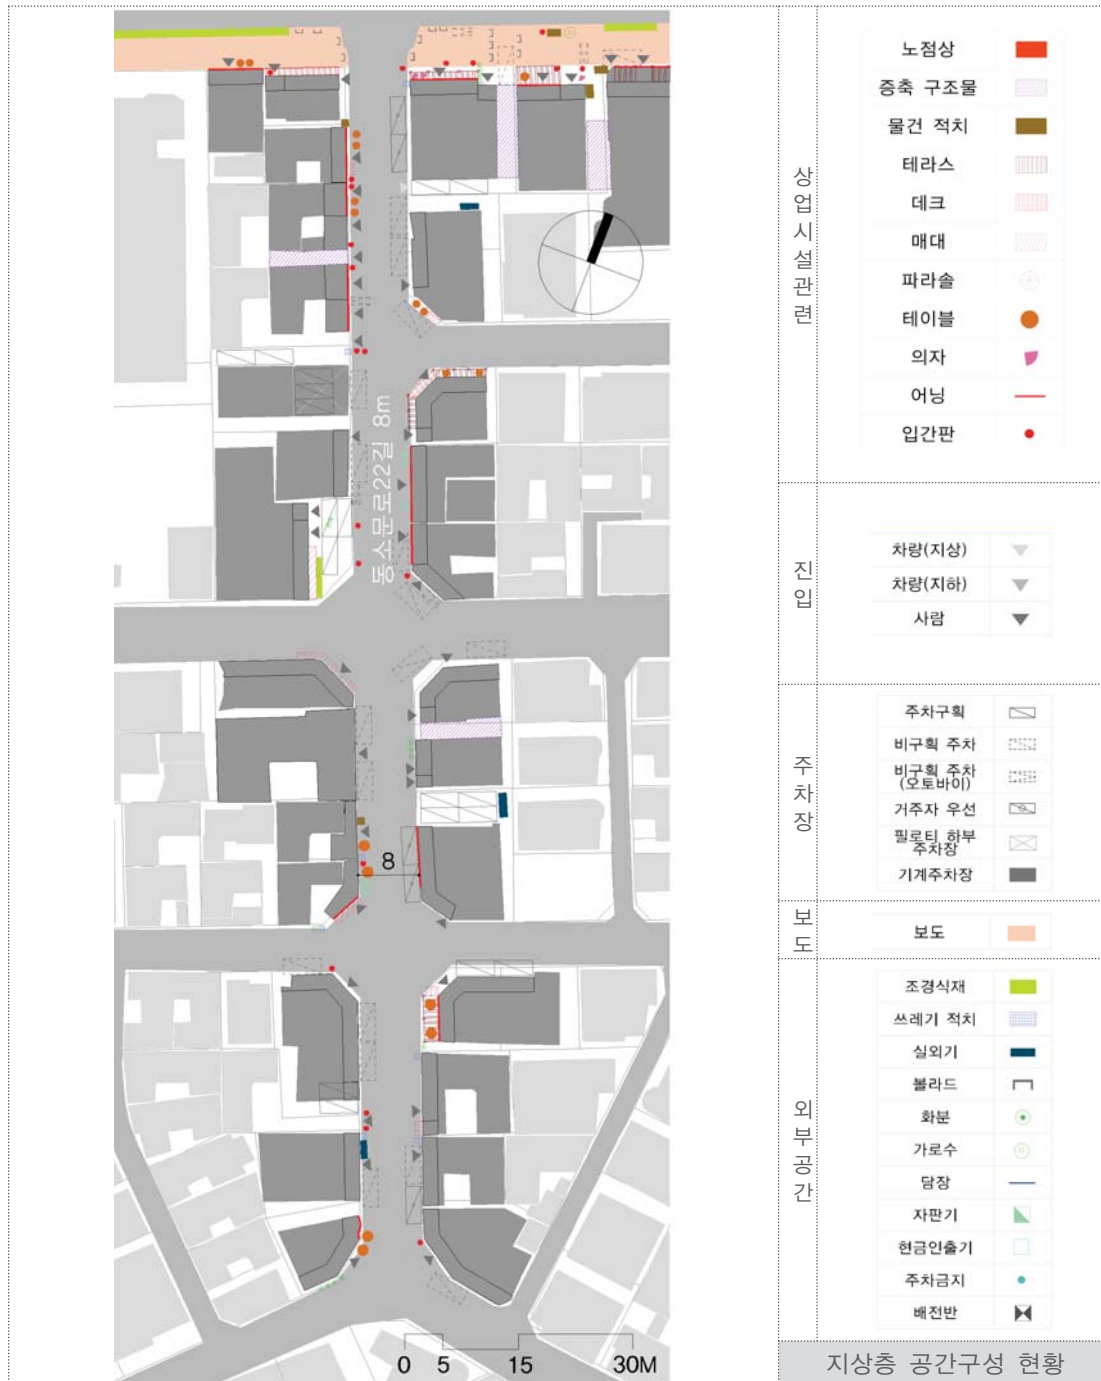 동소문로22길 8m
8
0 5 15 30M
상업시설관련
노점상
증축 구조물
물건 적치
테라스
데크
매대
파라솔
테이블
의자
어닝
입간판
진입
차량(지상)
차량(지하)
사람
주차장
주차구획
비구획 주차
비구획 주차
(오토바이)
거주자 우선
필로티 하부
주차장
기계주차장
보도
보도
외부공간
조경식재
쓰레기 적치
실외기
볼라드
화분
가로수
담장
자판기
현금인출기
주차금지
배전반
지상층 공간구성 현황